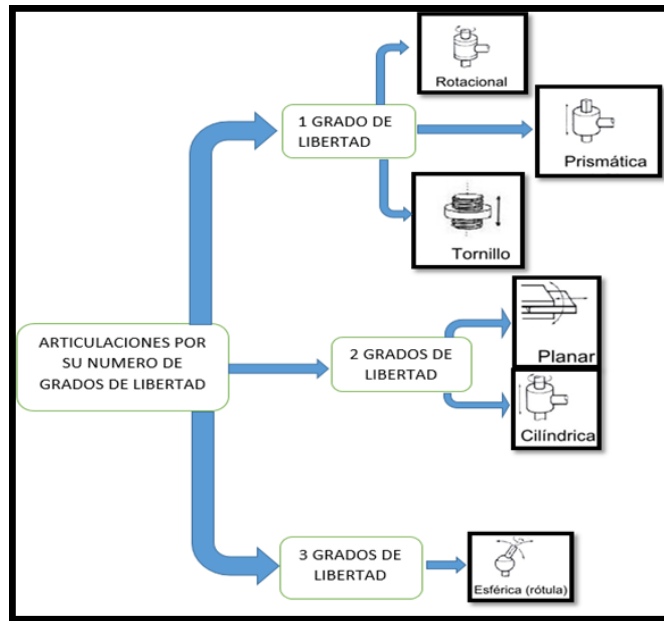 ARTICULACIONES POR
SU NUMERO DE
GRADOS DE LIBERTAD
1 GRADO DE
LIBERTAD
Rotacional
Prismática
Tornillo
2 GRADOS DE
LIBERTAD
Planar
Cilíndrica
3 GRADOS DE
LIBERTAD
Esférica (rótula)